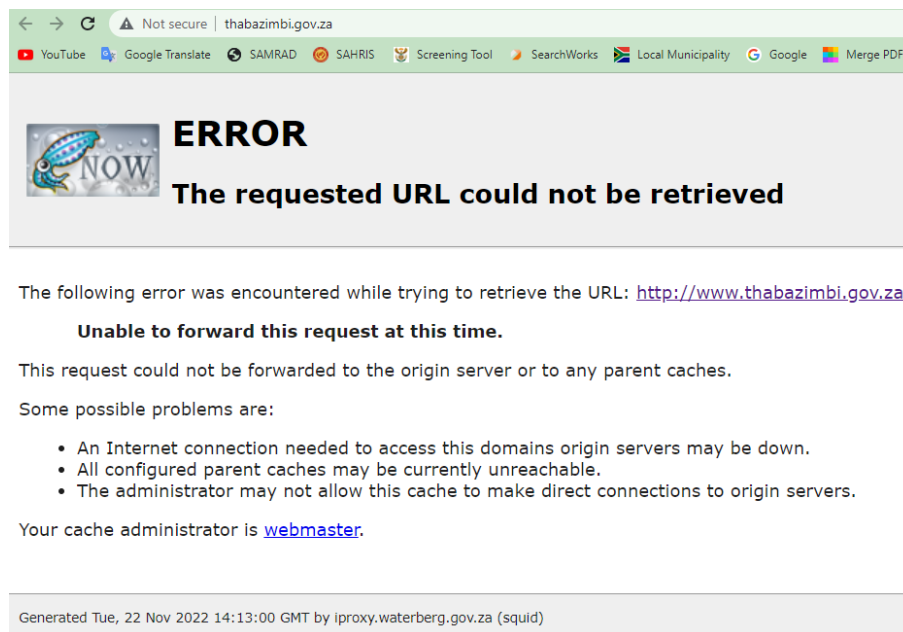 Not secure | thabazimbi.gov.za
YouTube Google Translate SAMRAD SAHRIS Screening Tool SearchWorks Local Municipality Google Merge PDF
NOW
ERROR
The requested URL could not be retrieved
The following error was encountered while trying to retrieve the URL: http://www.thabazimbi.gov.za
Unable to forward this request at this time.
This request could not be forwarded to the origin server or to any parent caches.
Some possible problems are:
• An Internet connection needed to access this domains origin servers may be down.
• All configured parent caches may be currently unreachable.
• The administrator may not allow this cache to make direct connections to origin servers.
Your cache administrator is webmaster.
Generated Tue, 22 Nov 2022 14:13:00 GMT by iproxy.waterberg.gov.za (squid)